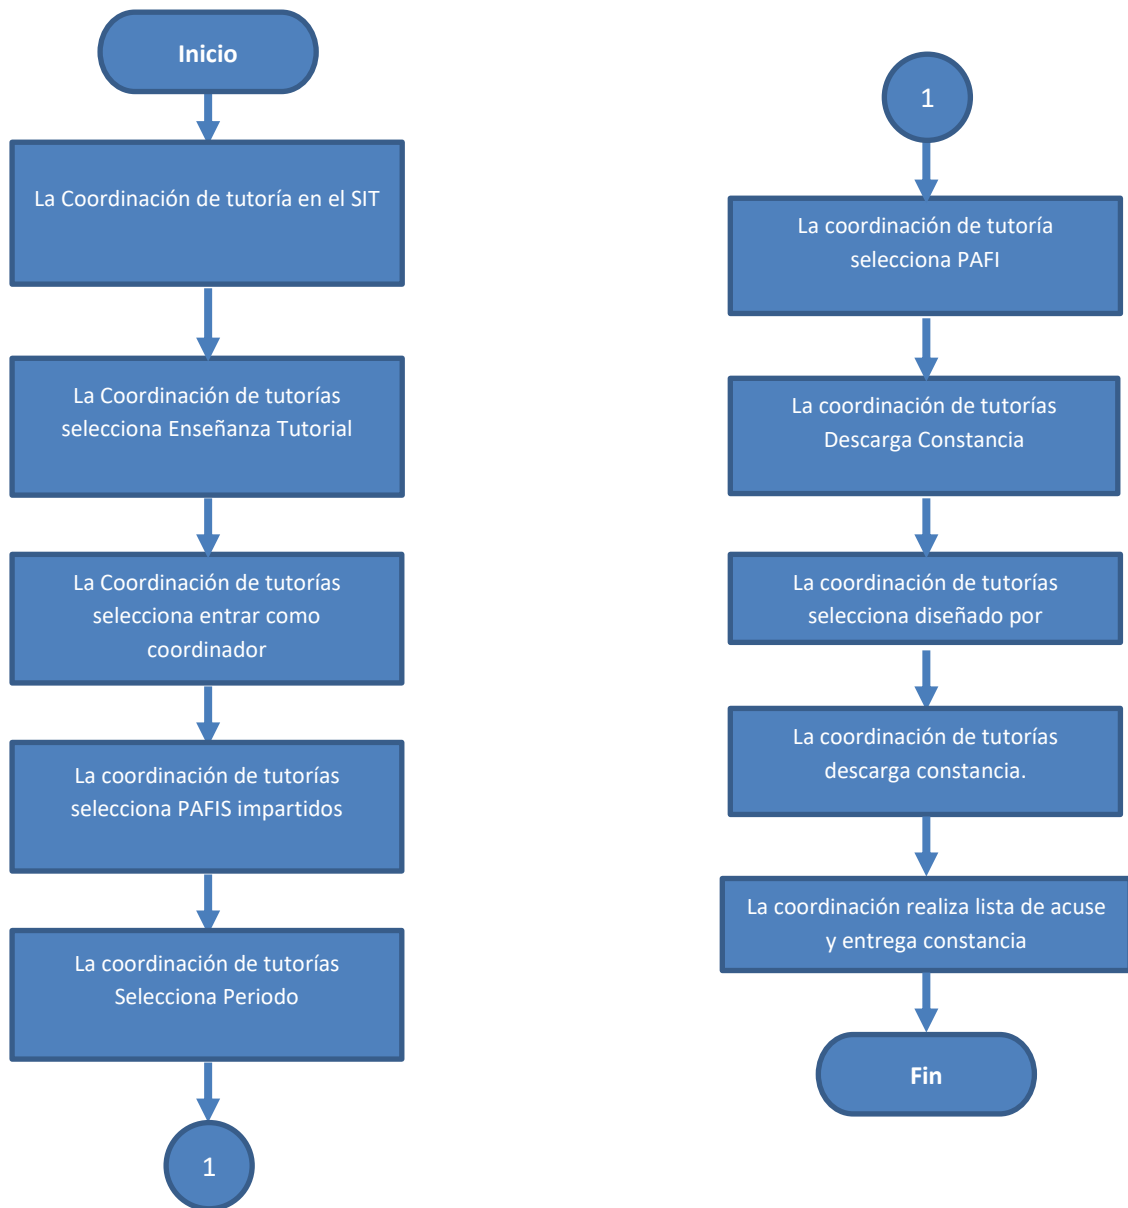 Inicio
La Coordinación de tutoría en el SIT
La Coordinación de tutorías
selecciona Enseñanza Tutorial
La Coordinación de tutorías
selecciona entrar como
coordinador
La coordinación de tutorías
selecciona PAFIS impartidos
La coordinación de tutorías
Selecciona Periodo
1
1
La coordinación de tutoría
selecciona PAFI
La coordinación de tutorías
Descarga Constancia
La coordinación de tutorías
selecciona diseñado por
La coordinación de tutorías
descarga constancia.
La coordinación realiza lista de acuse
y entrega constancia
Fin